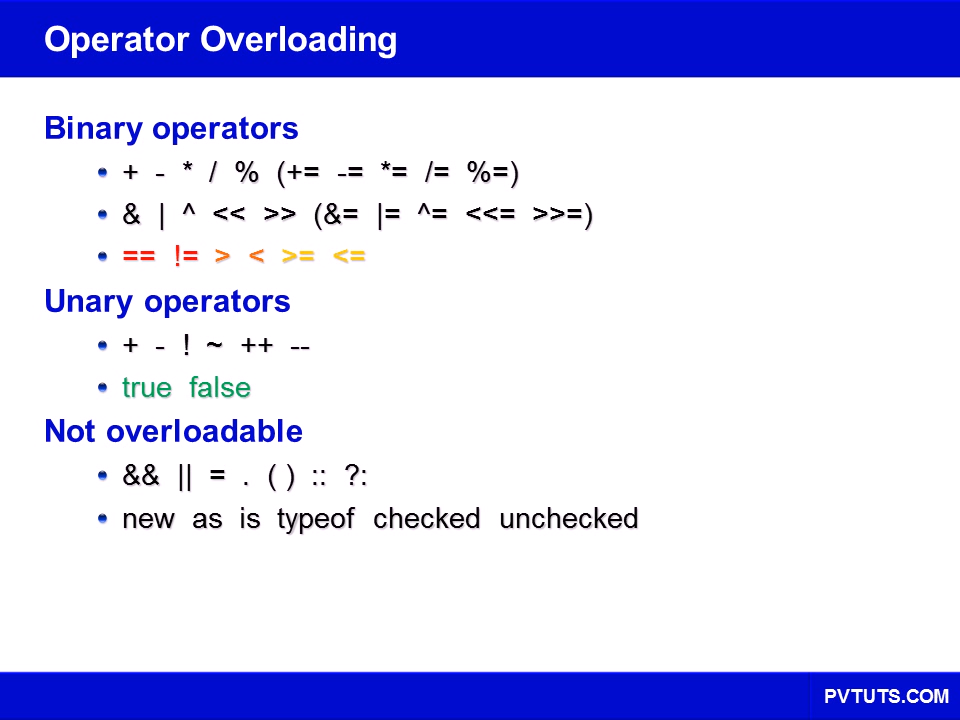 Operator Overloading
Binary operators
+ - * / % (+= -= *= /= %=)
& | ^ << >> (&= |= ^= <<= >>=)
== != > < >= <=
Unary operators
+ - ! ~ ++ --
true false
Not overloadable
&& || = . ( ) :: ?:
new as is typeof checked unchecked
PVTUTS.COM